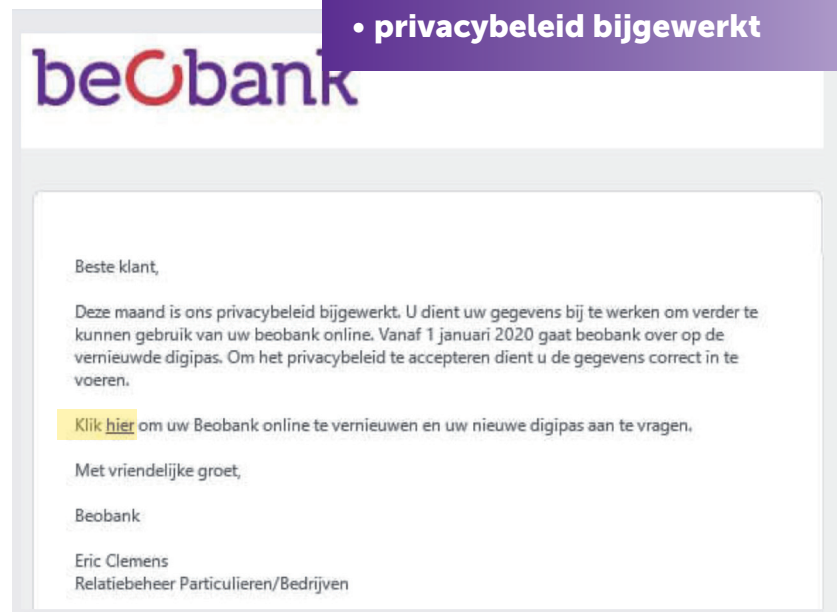 • privacybeleid bijgewerkt
beobank
Beste klant,
Deze maand is ons privacybeleid bijgewerkt. U dient uw gegevens bij te werken om verder te
kunnen gebruik van uw beobank online. Vanaf 1 januari 2020 gaat beobank over op de
vernieuwde digipas. Om het privacybeleid te accepteren dient u de gegevens correct in te
voeren.
Klik hier om uw Beobank online te vernieuwen en uw nieuwe digipas aan te vragen.
Met vriendelijke groet,
Beobank
Eric Clemens
Relatiebeheer Particulieren/Bedrijven